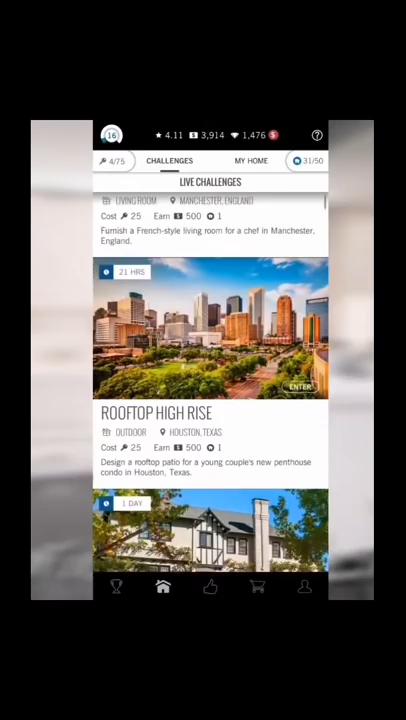 16
★ 4.11 $ 3,914 1,476 $ ?
4/75 CHALLENGES MY HOME 31/50
LIVE CHALLENGES
LIVING ROOM MANCHESTER, ENGLAND
Cost 25 Earn $ 500 1
Furnish a French-style living room for a chef in Manchester,
England.
21 HRS
ENTER
ROOFTOP HIGH RISE
OUTDOOR HOUSTON, TEXAS
Cost 25 Earn $ 500 1
Design a rooftop patio for a young couple's new penthouse
condo in Houston, Texas.
1 DAY